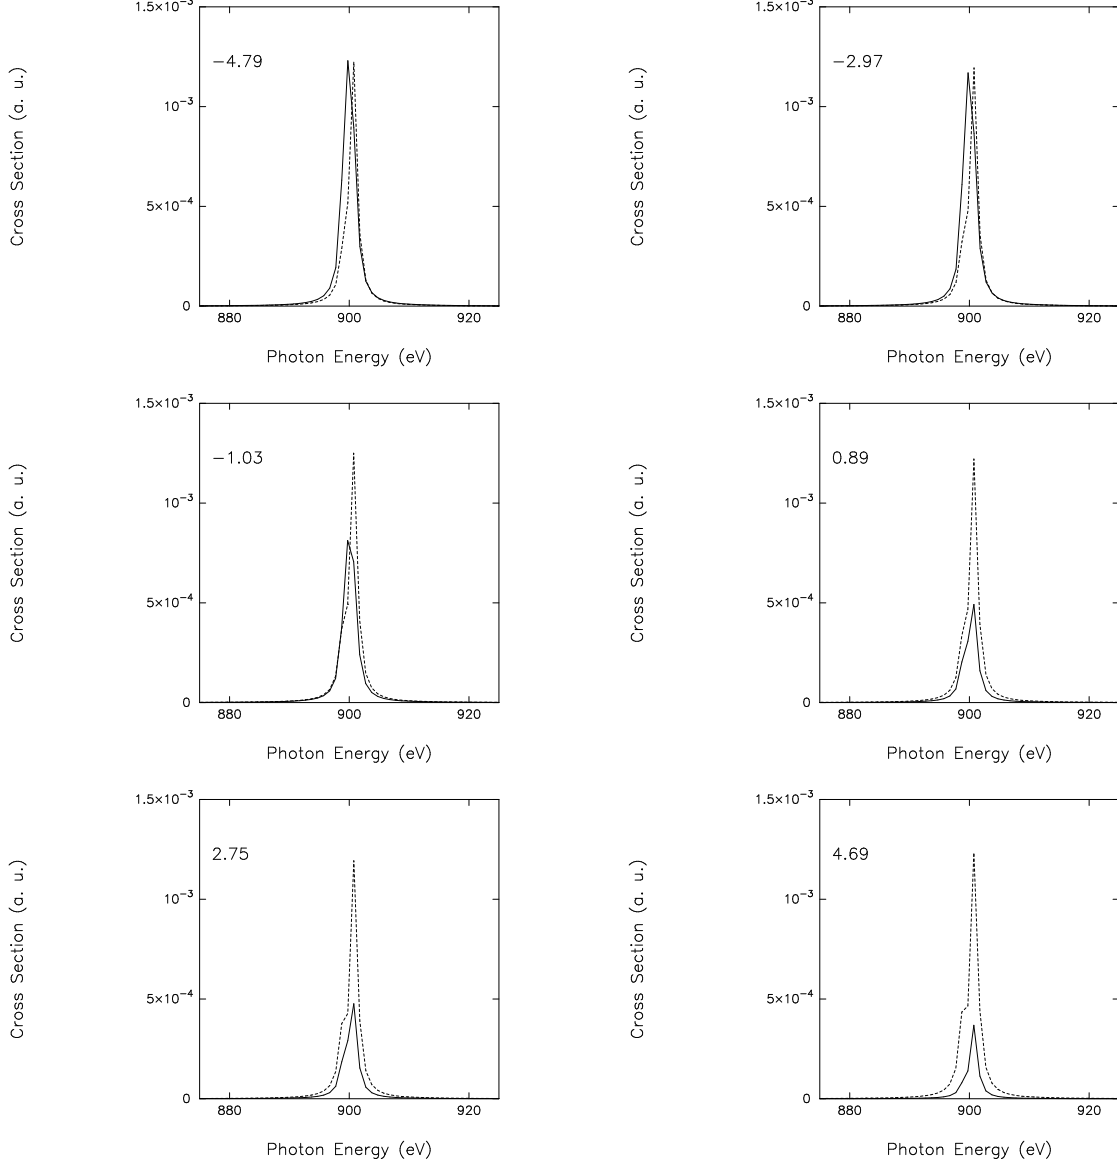 1.5×10⁻³
10⁻³
5×10⁻⁴
0
880 900 920
Cross Section (a. u.)
Photon Energy (eV)
−4.79
1.5×10⁻³
10⁻³
5×10⁻⁴
0
880 900 920
Cross Section (a. u.)
Photon Energy (eV)
−2.97
1.5×10⁻³
10⁻³
5×10⁻⁴
0
880 900 920
Cross Section (a. u.)
Photon Energy (eV)
−1.03
1.5×10⁻³
10⁻³
5×10⁻⁴
0
880 900 920
Cross Section (a. u.)
Photon Energy (eV)
0.89
1.5×10⁻³
10⁻³
5×10⁻⁴
0
880 900 920
Cross Section (a. u.)
Photon Energy (eV)
2.75
1.5×10⁻³
10⁻³
5×10⁻⁴
0
880 900 920
Cross Section (a. u.)
Photon Energy (eV)
4.69